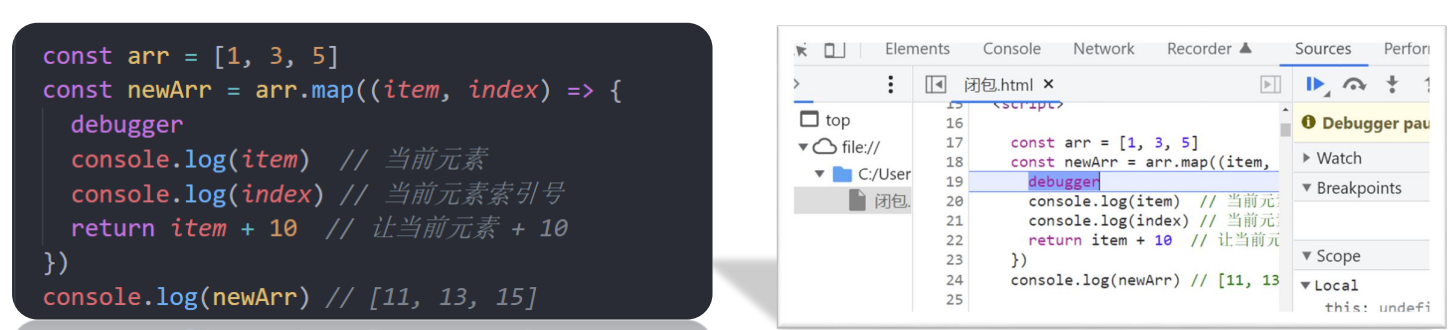 const arr = [1, 3, 5]
const newArr = arr.map((item, index) => {
debugger
console.log(item) // 当前元素
console.log(index) // 当前元素索引号
return item + 10 // 让当前元素 + 10
})
console.log(newArr) // [11, 13, 15]
Elements Console Network Recorder Sources Perfor
闭包.html ×
top
file://
C:/User
闭包.
15 <script>
16
17 const arr = [1, 3, 5]
18 const newArr = arr.map((item,
19 debugger
20 console.log(item) // 当前元
21 console.log(index) // 当前元
22 return item + 10 // 让当前元
23 })
24 console.log(newArr) // [11, 13
25
Debugger pau
Watch
Breakpoints
Scope
Local
this: undefi